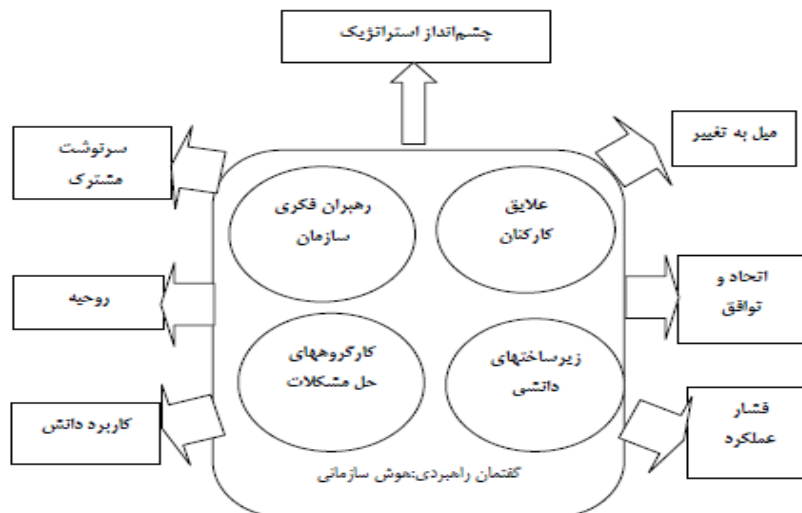 چشم‌انداز استراتژیک
میل به تغییر
سرنوشت
مشترک
علایق
کارکنان
رهبران فکری
سازمان
اتحاد و
توافق
روحیه
زیرساختهای
دانشی
کارگروههای
حل مشکلات
فشار
عملکرد
کاربرد دانش
گفتمان راهبردی:هوش سازمانی